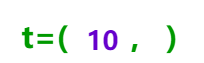 t=( 10 , )